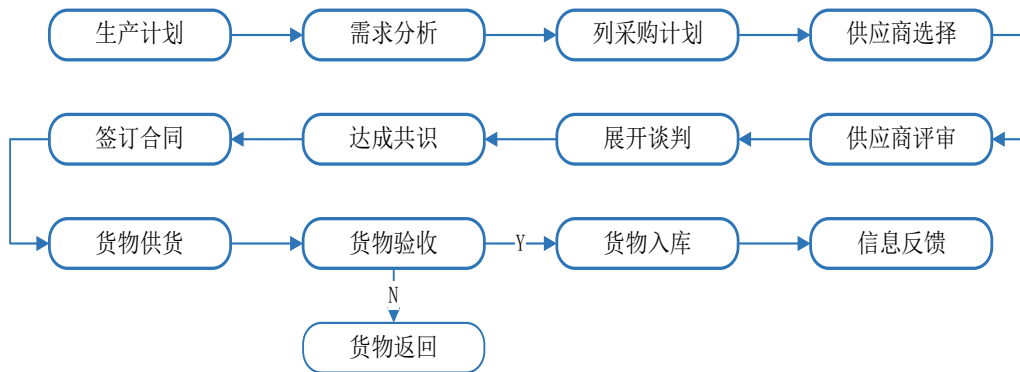 生产计划
需求分析
列采购计划
供应商选择
供应商评审
展开谈判
达成共识
签订合同
货物供货
货物验收
Y
货物入库
信息反馈
N
货物返回